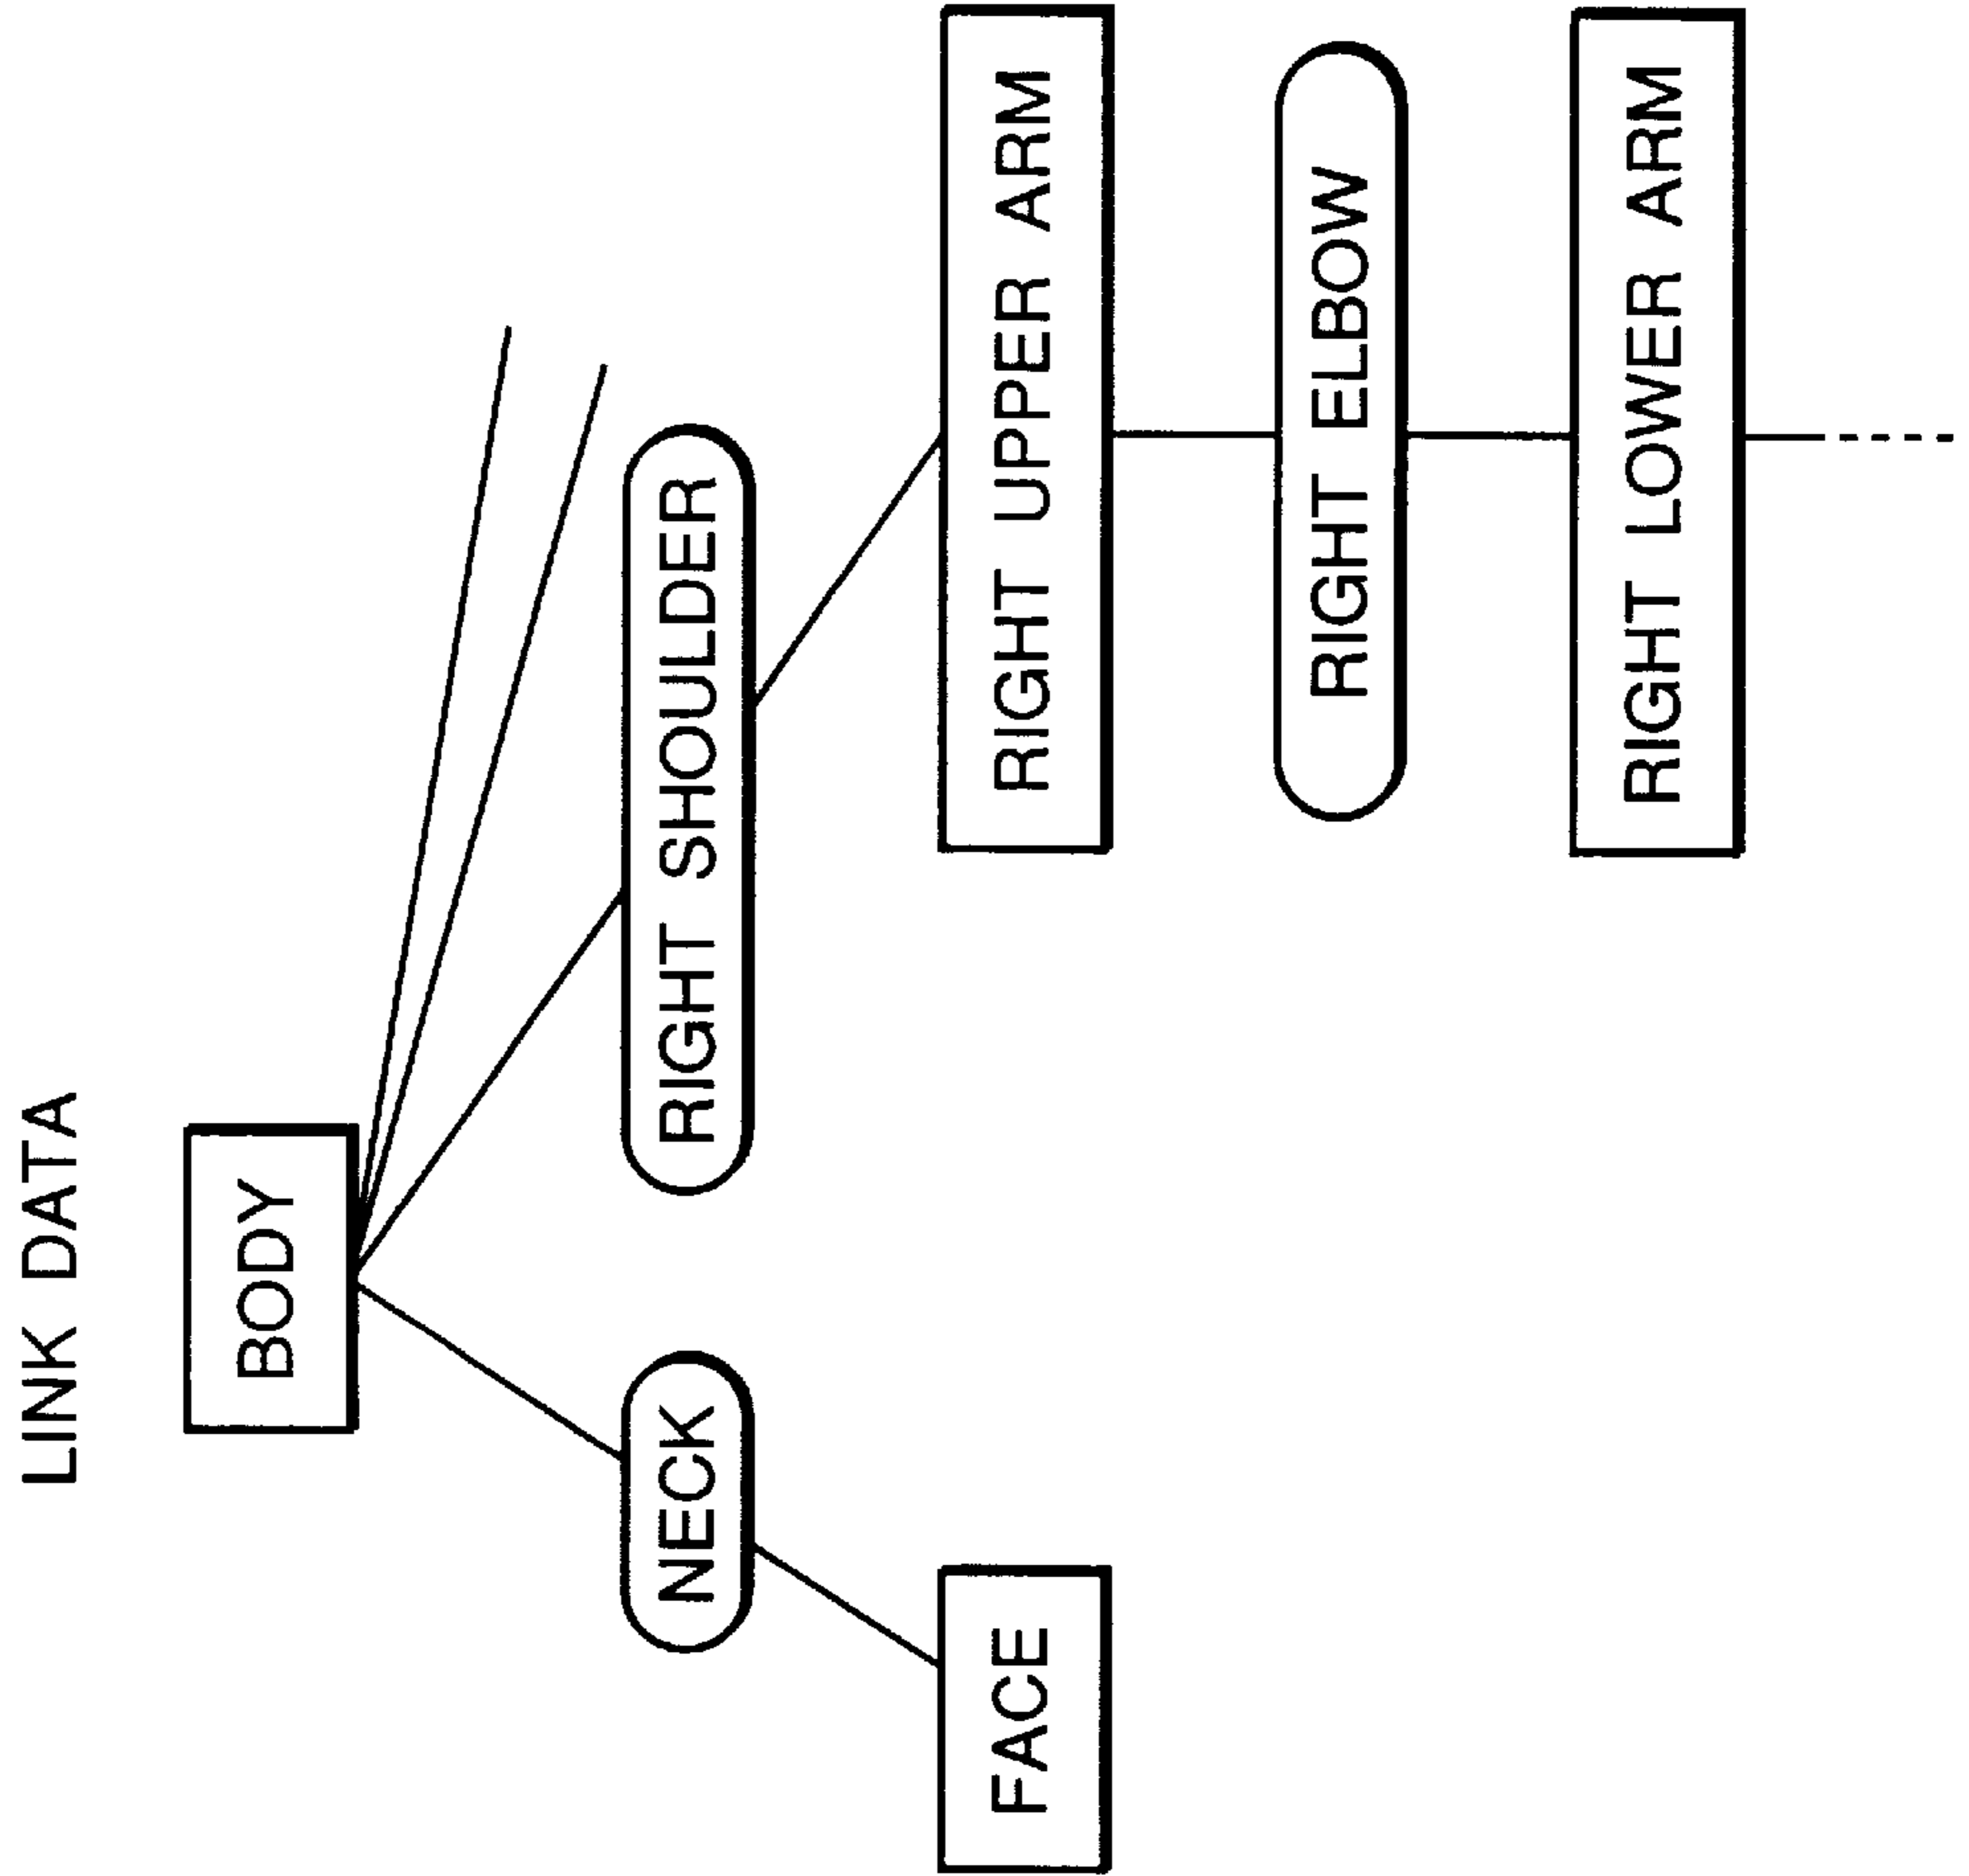 LINK DATA
BODY
NECK
RIGHT SHOULDER
FACE
RIGHT UPPER ARM
RIGHT ELBOW
RIGHT LOWER ARM